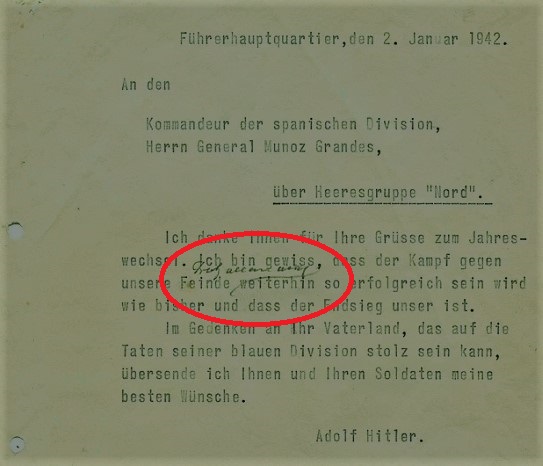 Führerhauptquartier,den 2. Januar 1942.
An den
Kommandeur der spanischen Division,
Herrn General Munoz Grandes,
über Heeresgruppe "Nord".
Ich danke Ihnen für Ihre Grüsse zum Jahres-
wechsel. Ich bin gewiss, dass der Kampf gegen
unsere Feinde weiterhin so erfolgreich sein wird
wie bisher und dass der Endsieg unser ist.
Im Gedenken an Ihr Vaterland, das auf die
Taten seiner blauen Division stolz sein kann,
übersende ich Ihnen und Ihren Soldaten meine
besten Wünsche.
Adolf Hitler.